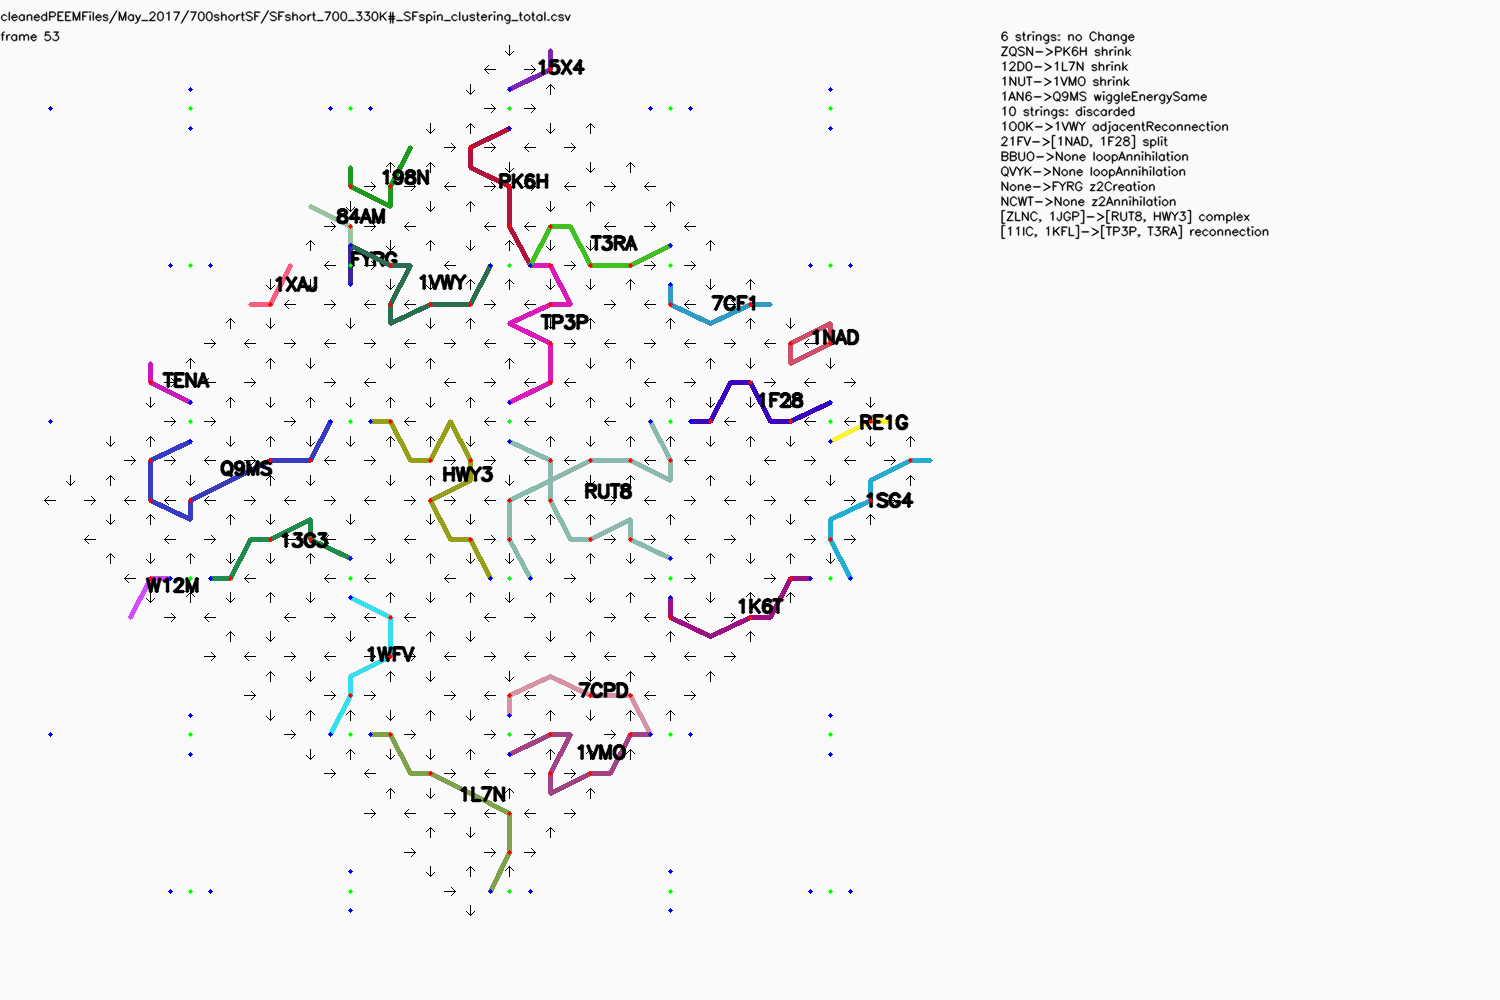 cleanedPEEMFiles/May_2017/700shortSF/SFshort_700_330K#_SFspin_clustering_total.csv
frame 53
6 strings: no Change
ZQSN->PK6H shrink
12D0->1L7N shrink
1NUT->1VMO shrink
1AN6->Q9MS wiggleEnergySame
10 strings: discarded
100K->1VWY adjacentReconnection
21FV->[1NAD, 1F28] split
BBUO->None loopAnnihilation
QVYK->None loopAnnihilation
None->FYRG z2Creation
NCWT->None z2Annihilation
[ZLNC, 1JGP]->[RUT8, HWY3] complex
[11IC, 1KFL]->[TP3P, T3RA] reconnection
15X4
198N
PK6H
84AM
T3RA
FYRG
1XAJ
1VWY
7CF1
TP3P
1NAD
TENA
1F28
RE1G
Q9MS
HWY3
RUT8
1SG4
13G3
W12M
1K6T
1WFV
7CPD
1VMO
1L7N